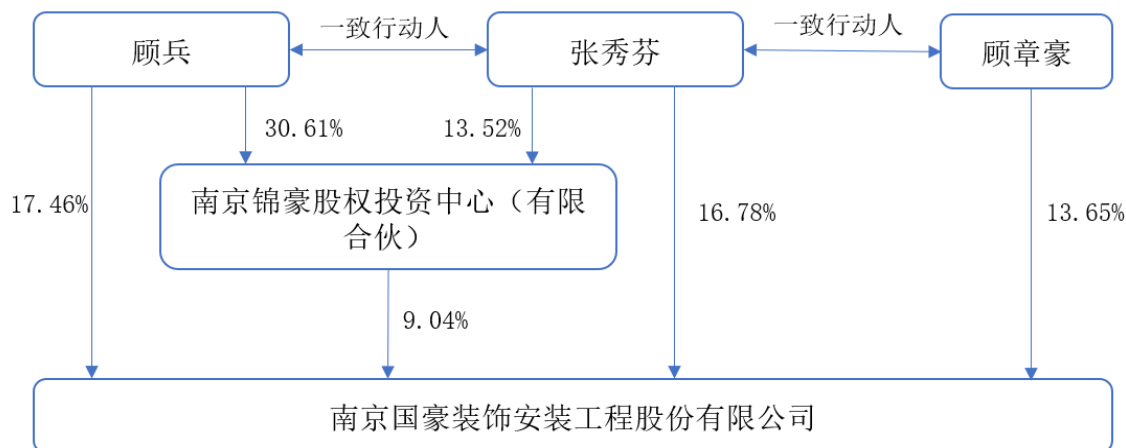 顾兵
一致行动人
张秀芬
一致行动人
顾章豪
30.61%
13.52%
17.46%
南京锦豪股权投资中心（有限
合伙）
16.78%
13.65%
9.04%
南京国豪装饰安装工程股份有限公司